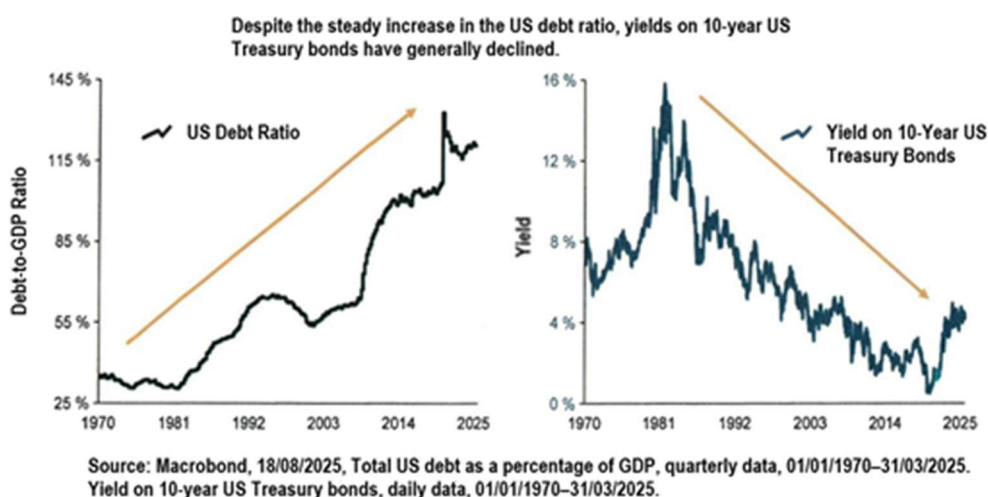 Despite the steady increase in the US debt ratio, yields on 10-year US
Treasury bonds have generally declined.
145 %
115 %
85 %
55 %
25 %
Debt-to-GDP Ratio
US Debt Ratio
1970 1981 1992 2003 2014 2025
16 %
12 %
8 %
4 %
0 %
Yield
Yield on 10-Year US
Treasury Bonds
1970 1981 1992 2003 2014 2025
Source: Macrobond, 18/08/2025, Total US debt as a percentage of GDP, quarterly data, 01/01/1970–31/03/2025.
Yield on 10-year US Treasury bonds, daily data, 01/01/1970–31/03/2025.